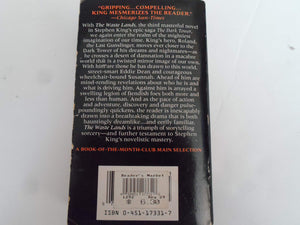 "GRIPPING...COMPELLING...
KING MESMERIZES THE READER."
—Chicago Sun-Times
With The Waste Lands, the third masterful novel
in Stephen King's epic saga The Dark Tower,
we again enter the realm of the mightiest
imagination of our time. King's hero, Roland,
the Last Gunslinger, moves ever closer to the
Dark Tower of his dreams and nightmares—as
he crosses a desert of damnation in a macabre
world that is a twisted mirror image of our own.
With him are those he has drawn to this world,
street-smart Eddie Dean and courageous
wheelchair-bound Susannah. Ahead of him are
mind-rending revelations about who he is and
what is driving him. Against him is arrayed a
swelling legion of fiendish foes both more and
less than human. And as the pace of action
and adventure, discovery and danger pulse-
poundingly quickens, the reader is inescapably
drawn into a breathtaking drama that is both
hauntingly dreamlike...and eerily familiar.
The Waste Lands is a triumph of storytelling
sorcery—and further testament to Stephen
King's novelistic mastery.
A BOOK-OF-THE-MONTH-CLUB MAIN SELECTION
Reader's Market
ISBN 0-451-17331-7